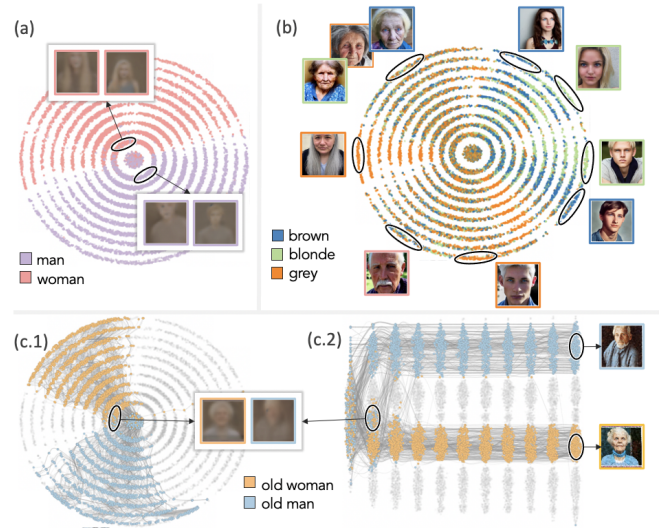 (a)
man
woman
(b)
brown
blonde
grey
(c.1)
old woman
old man
(c.2)